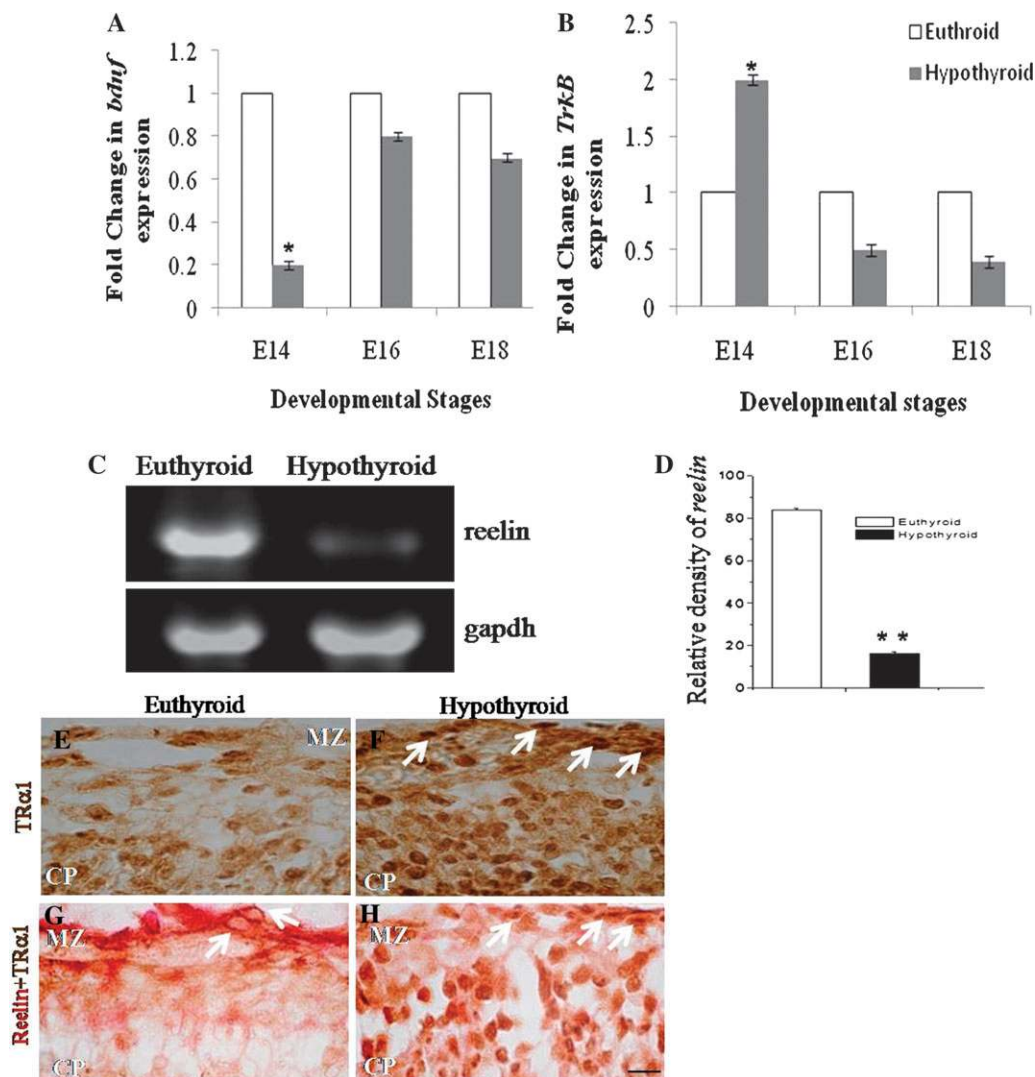 A
Fold Change in bdnf
expression
1.2
1
0.8
0.6
0.4
0.2
0
*
E14 E16 E18
Developmental Stages
B
Fold Change in TrkB
expression
2.5
2
1.5
1
0.5
0
*
Euthroid
Hypothyroid
E14 E16 E18
Developmental stages
C
Euthyroid Hypothyroid
reelin
gapdh
D
Relative density of reelin
100
80
60
40
20
0
Euthyroid
Hypothyroid
* *
Euthyroid Hypothyroid
TRα1
E MZ
CP
F
CP
Reelin+TRα1
G
MZ
CP
H
MZ
CP